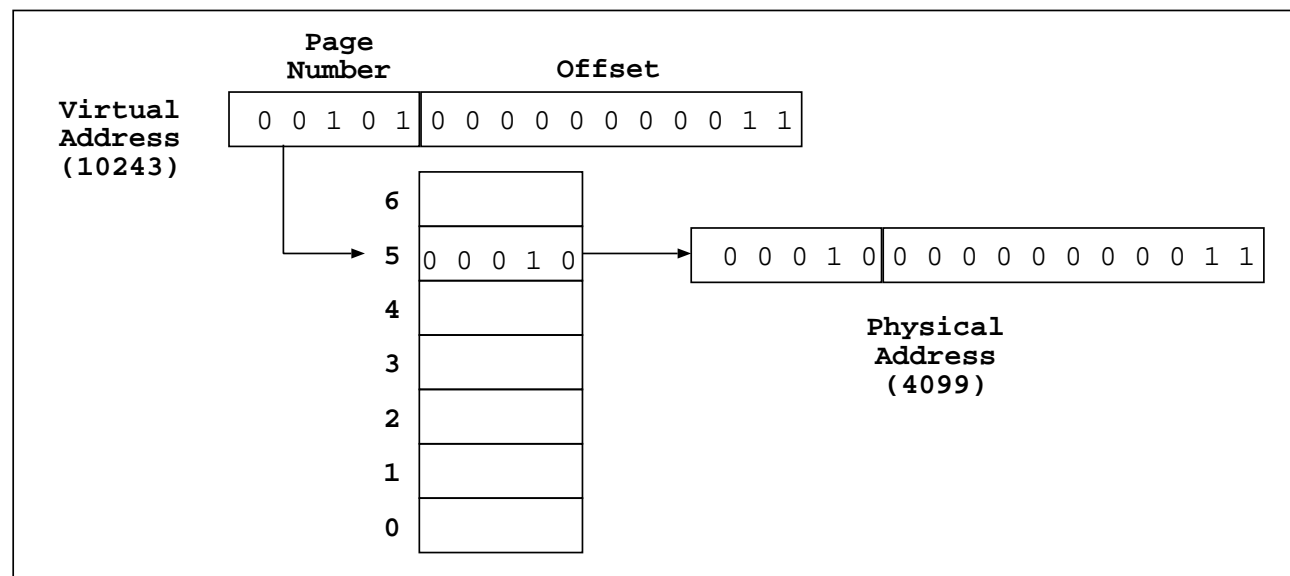 Page
Number
Offset
Virtual
Address
(10243)
0 0 1 0 1 0 0 0 0 0 0 0 0 0 1 1
6
5
0 0 0 1 0
0 0 0 1 0 0 0 0 0 0 0 0 0 0 1 1
4
3
2
1
0
Physical
Address
(4099)